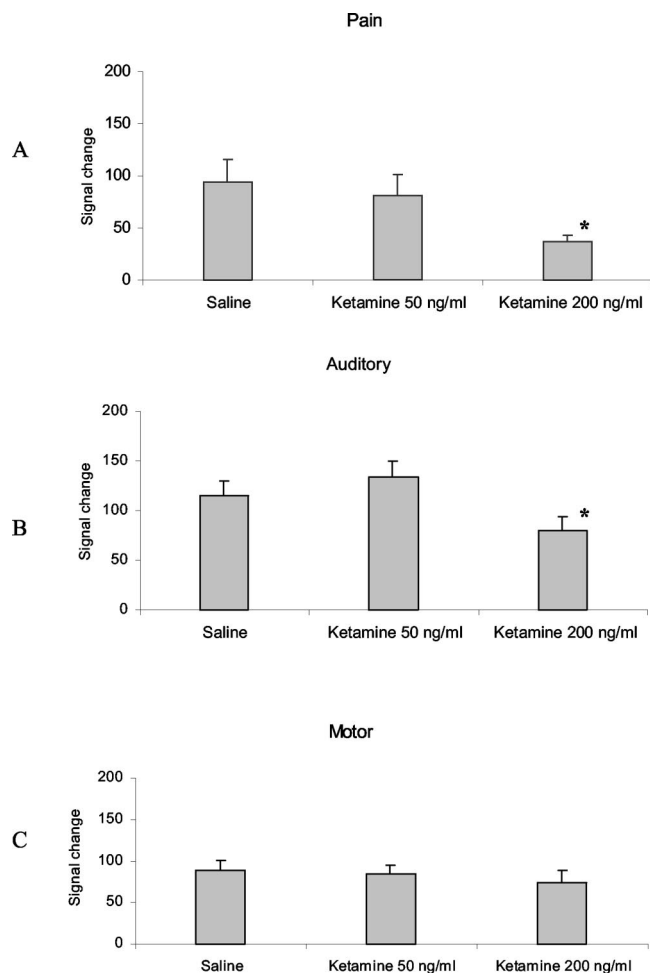 Pain
A
Signal change
200
150
100
50
0
Saline Ketamine 50 ng/ml Ketamine 200 ng/ml
*
Auditory
B
Signal change
200
150
100
50
0
Saline Ketamine 50 ng/ml Ketamine 200 ng/ml
*
Motor
C
Signal change
200
150
100
50
0
Saline Ketamine 50 ng/ml Ketamine 200 ng/ml